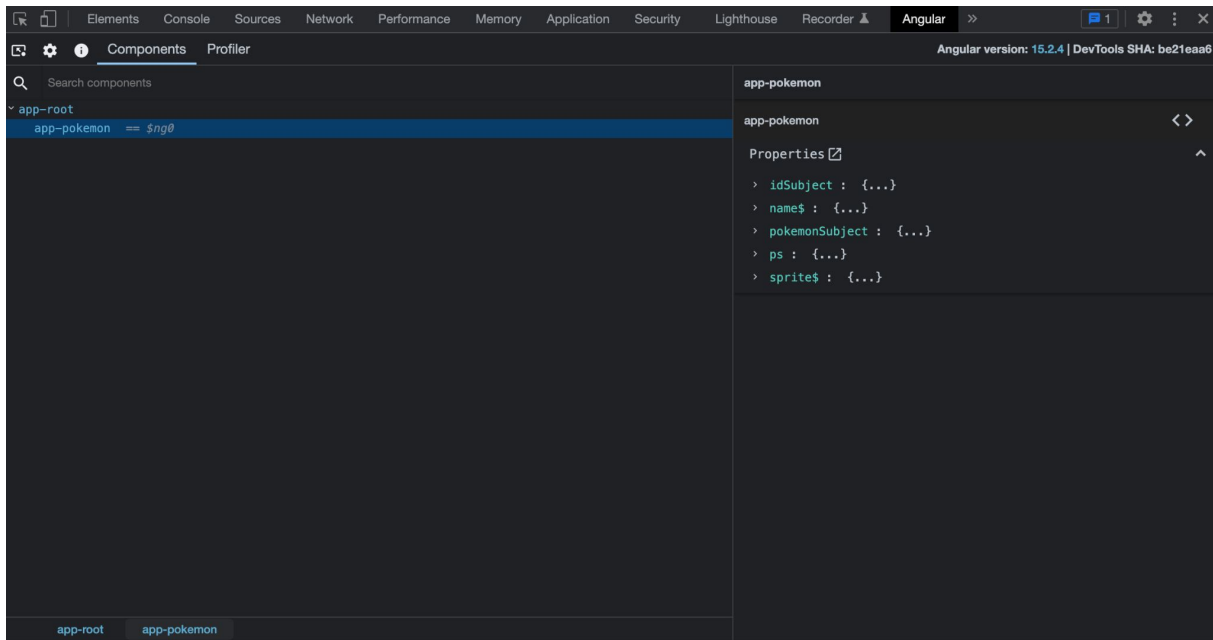 Elements Console Sources Network Performance Memory Application Security Lighthouse Recorder Angular » 1
Components Profiler Angular version: 15.2.4 | DevTools SHA: be21eaa6
Search components
app-root
app-pokemon == $ng0
app-pokemon
app-pokemon < >
Properties
› idSubject : {...}
› name$ : {...}
› pokemonSubject : {...}
› ps : {...}
› sprite$ : {...}
app-root app-pokemon